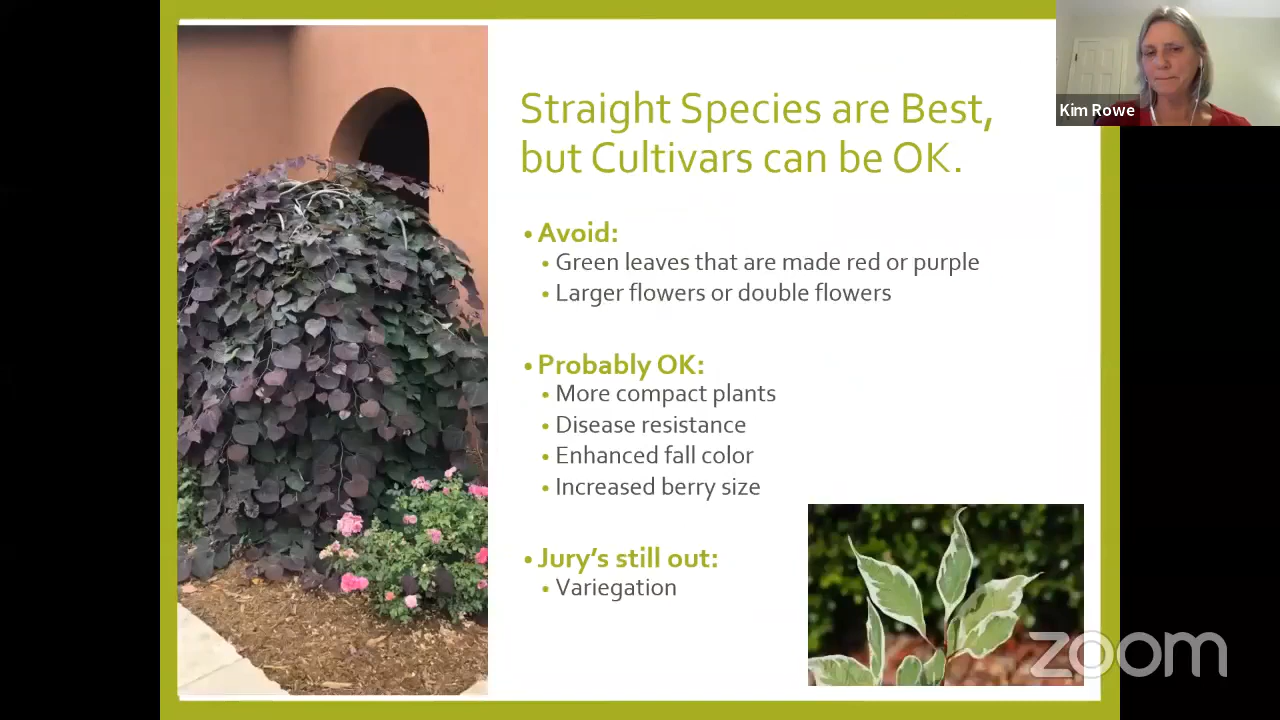 Straight Species are Best,
but Cultivars can be OK.
• Avoid:
• Green leaves that are made red or purple
• Larger flowers or double flowers
• Probably OK:
• More compact plants
• Disease resistance
• Enhanced fall color
• Increased berry size
• Jury's still out:
• Variegation
Kim Rowe
zoom